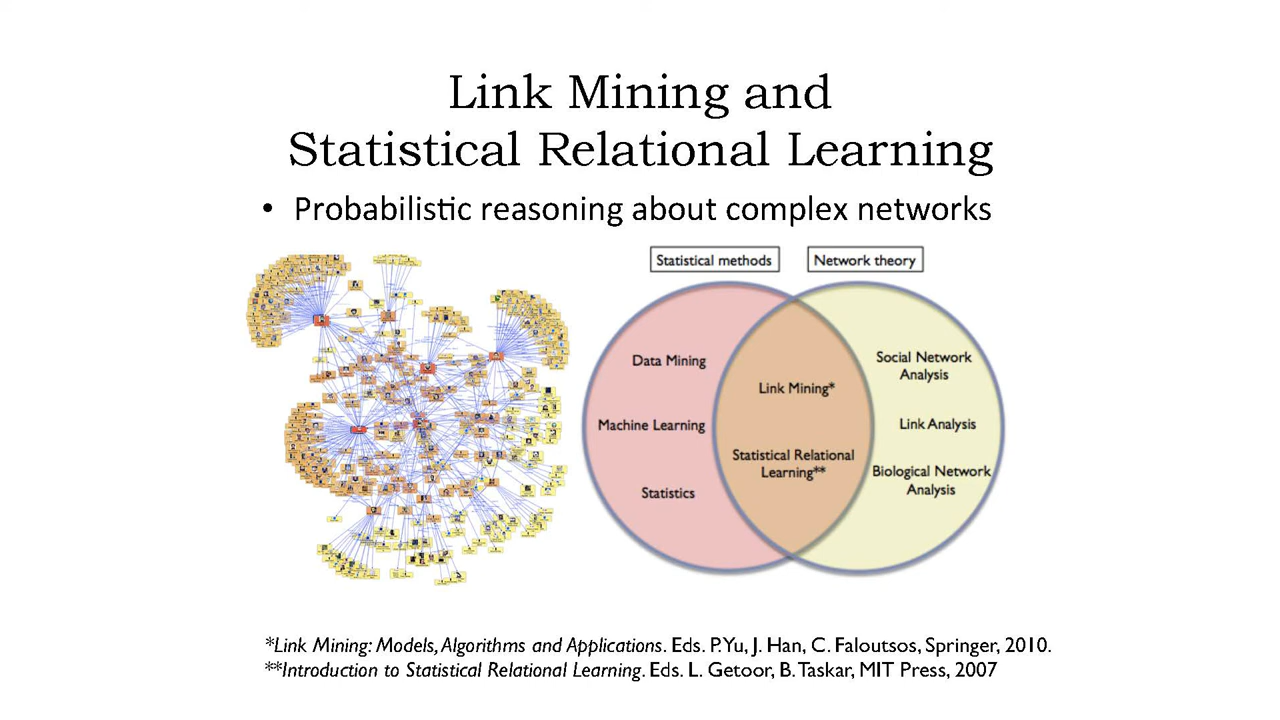 Link Mining and
Statistical Relational Learning
• Probabilistic reasoning about complex networks
Statistical methods
Network theory
Data Mining
Machine Learning
Statistics
Link Mining*
Statistical Relational
Learning**
Social Network
Analysis
Link Analysis
Biological Network
Analysis
*Link Mining: Models, Algorithms and Applications. Eds. P. Yu, J. Han, C. Faloutsos, Springer, 2010.
**Introduction to Statistical Relational Learning. Eds. L. Getoor, B. Taskar, MIT Press, 2007